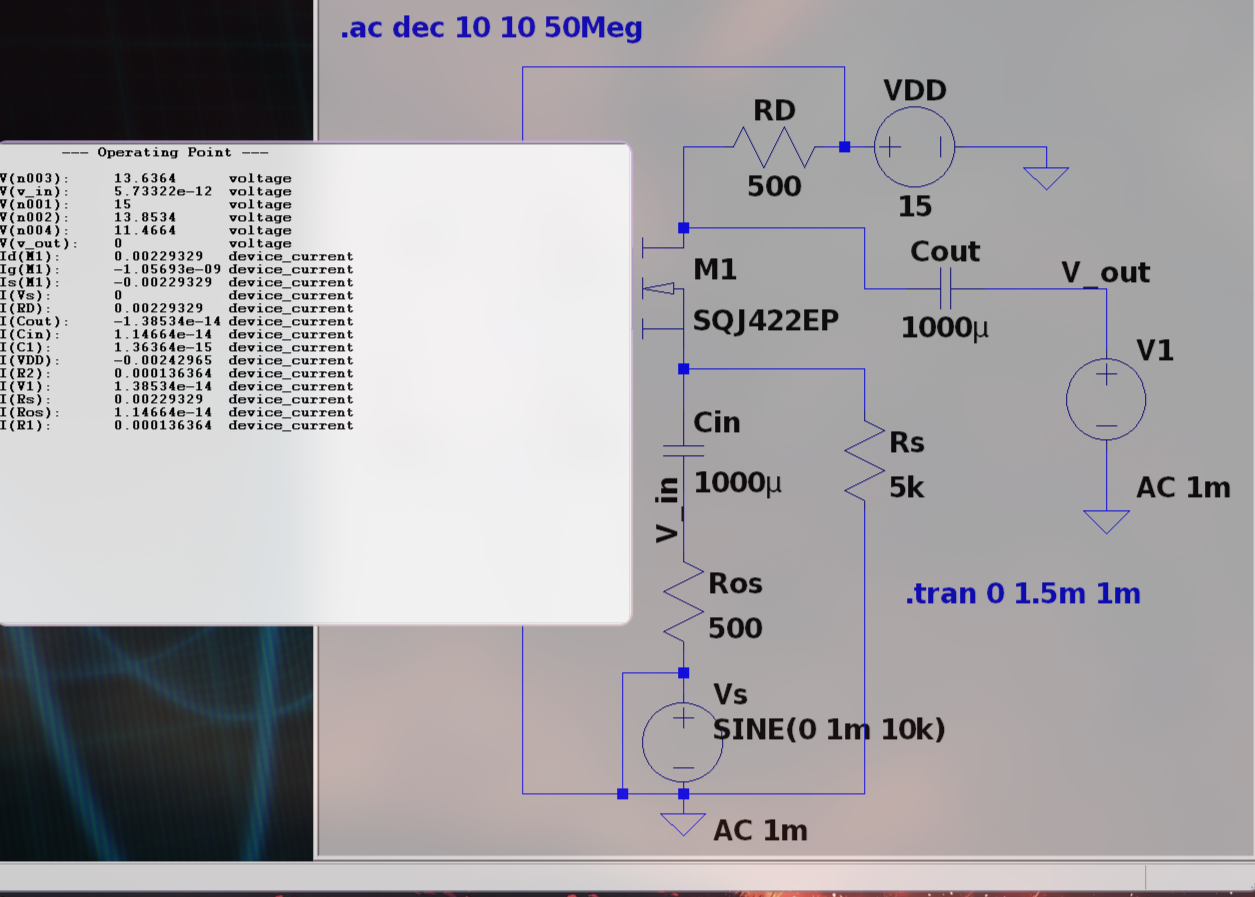 .ac dec 10 10 50Meg
--- Operating Point ---
V(n003): 13.6364 voltage
V(v_in): 5.73322e-12 voltage
V(n001): 15 voltage
V(n002): 13.8534 voltage
V(n004): 11.4664 voltage
V(v_out): 0 voltage
Id(M1): 0.00229329 device_current
Ig(M1): -1.05693e-09 device_current
Is(M1): -0.00229329 device_current
I(Vs): 0 device_current
I(RD): 0.00229329 device_current
I(Cout): -1.38534e-14 device_current
I(Cin): 1.14664e-14 device_current
I(C1): 1.36364e-15 device_current
I(VDD): -0.00242965 device_current
I(R2): 0.000136364 device_current
I(V1): 1.38534e-14 device_current
I(Rs): 0.00229329 device_current
I(Ros): 1.14664e-14 device_current
I(R1): 0.000136364 device_current
VDD
15
RD
500
M1
SQJ422EP
Cout
1000µ
V_out
V1
AC 1m
Cin
1000µ
V_in
Rs
5k
Ros
500
.tran 0 1.5m 1m
Vs
SINE(0 1m 10k)
AC 1m